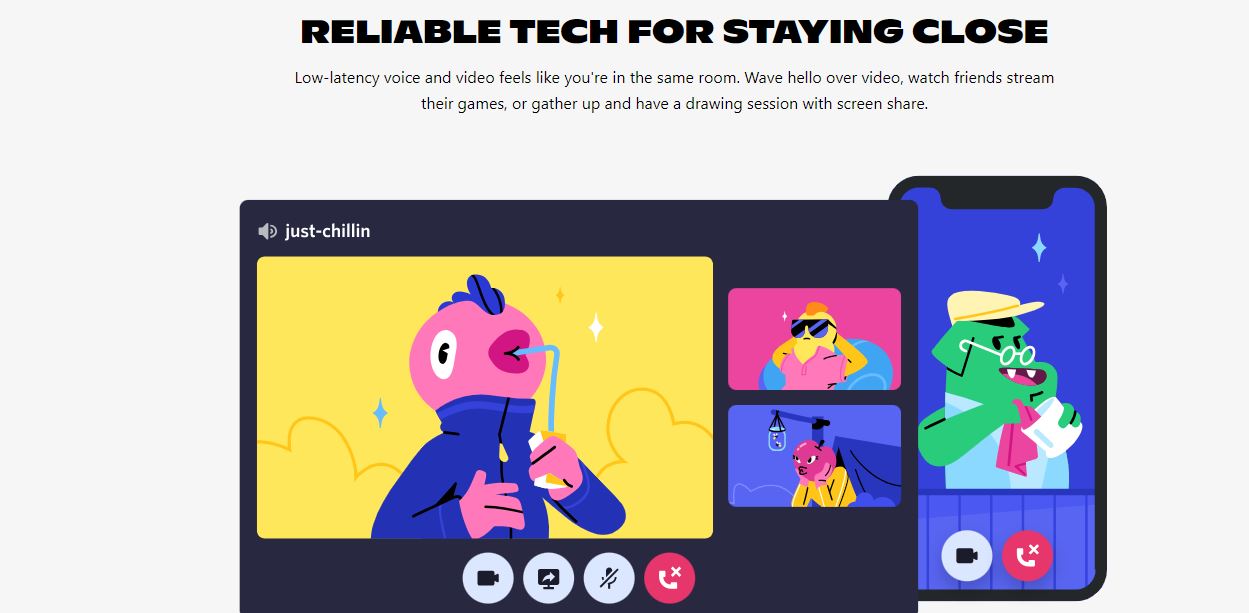 RELIABLE TECH FOR STAYING CLOSE
Low-latency voice and video feels like you're in the same room. Wave hello over video, watch friends stream
their games, or gather up and have a drawing session with screen share.
just-chillin